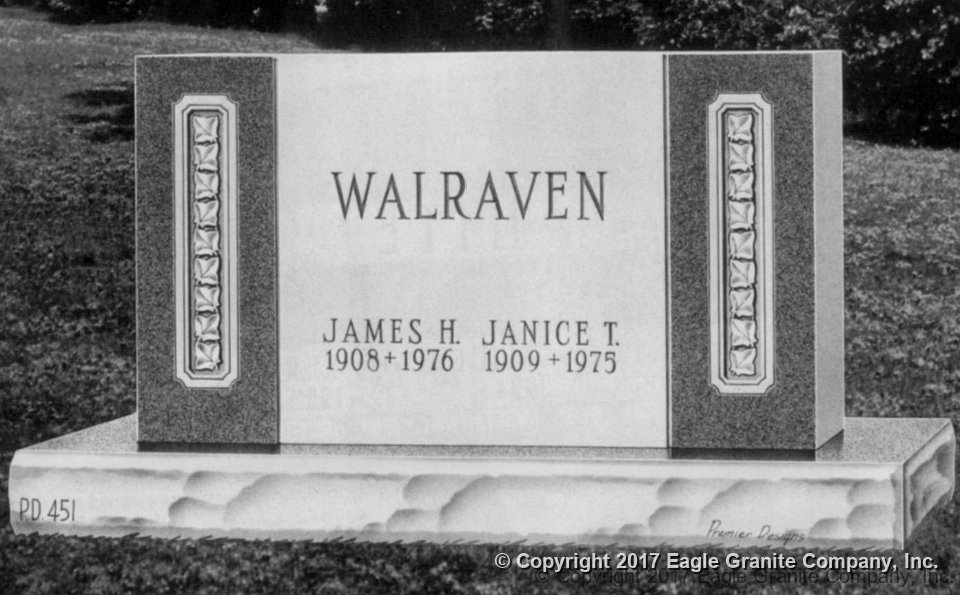 WALRAVEN
JAMES H. JANICE T.
1908 + 1976 1909 + 1975
P.D. 451
Premier Designs
© Copyright 2017 Eagle Granite Company, Inc.
© Copyright 2017 Eagle Granite Company, Inc.